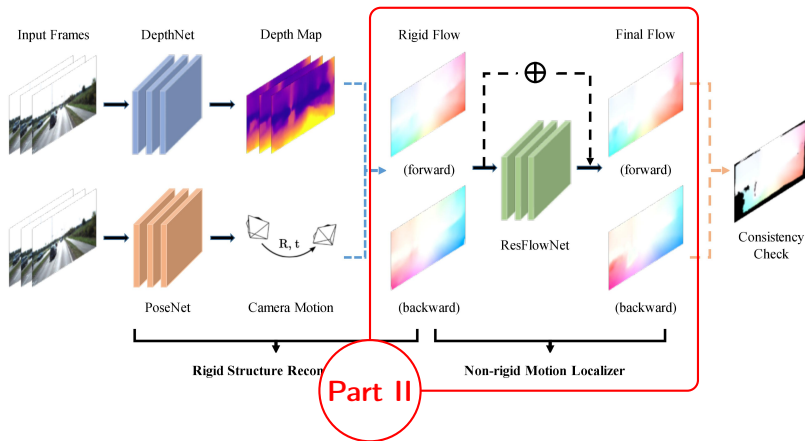 Input Frames
DepthNet
Depth Map
Rigid Flow
Final Flow
(forward)
(forward)
R, t
ResFlowNet
Consistency
Check
PoseNet
Camera Motion
(backward)
(backward)
Rigid Structure Recon
Non-rigid Motion Localizer
Part II